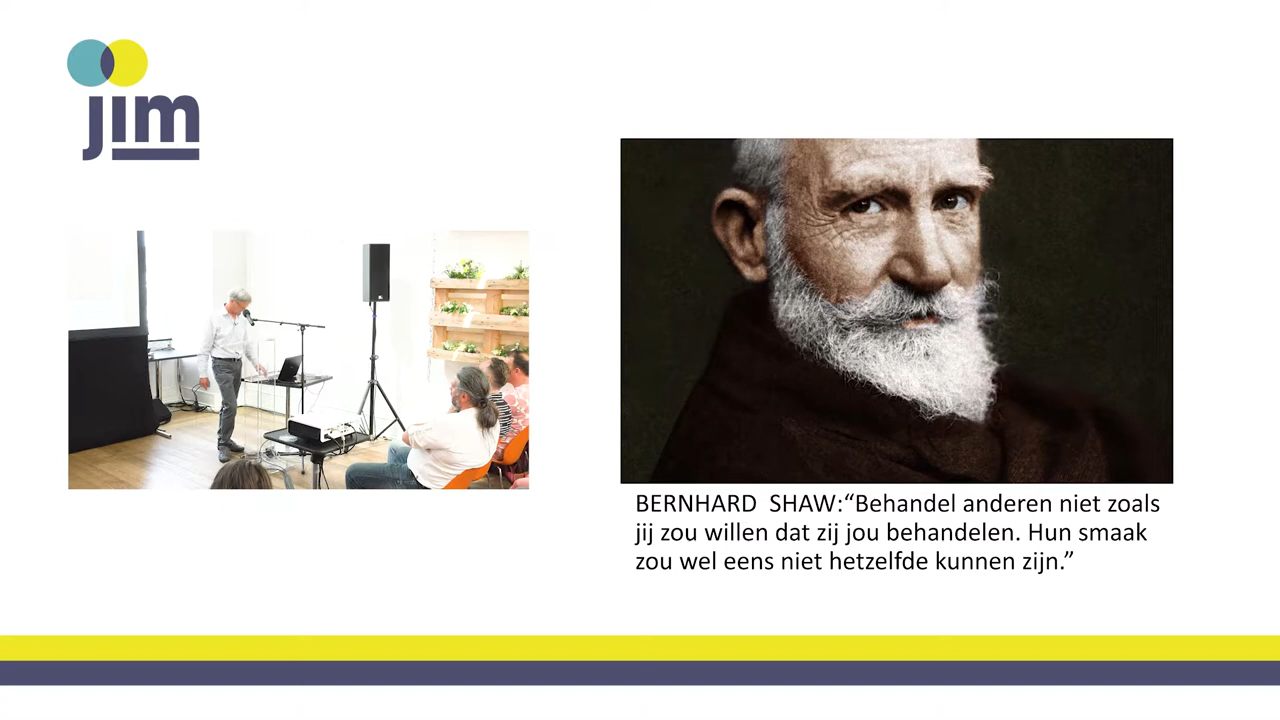 jim
BERNHARD  SHAW:“Behandel anderen niet zoals
jij zou willen dat zij jou behandelen. Hun smaak
zou wel eens niet hetzelfde kunnen zijn.”